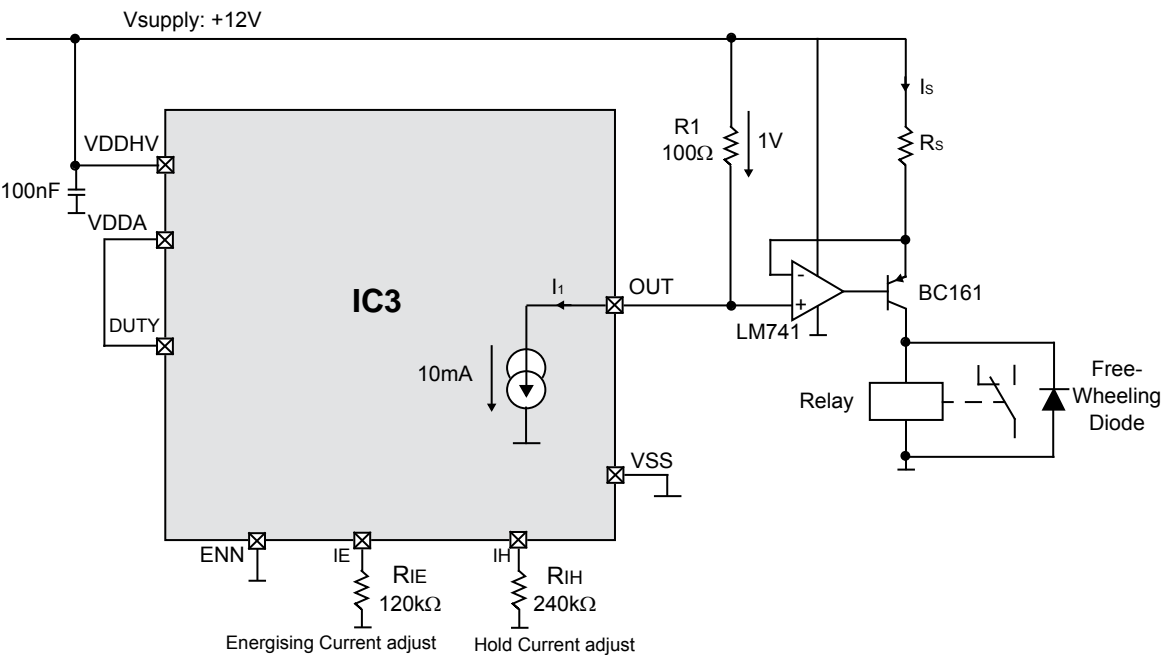 Vsupply: +12V
Is
VDDHV
R1
100Ω
1V
Rs
100nF
VDDA
IC3
I1
OUT
-
+
BC161
DUTY
LM741
10mA
Relay
Free-
Wheeling
Diode
VSS
ENN
IE
IH
RIE
120kΩ
RIH
240kΩ
Energising Current adjust
Hold Current adjust